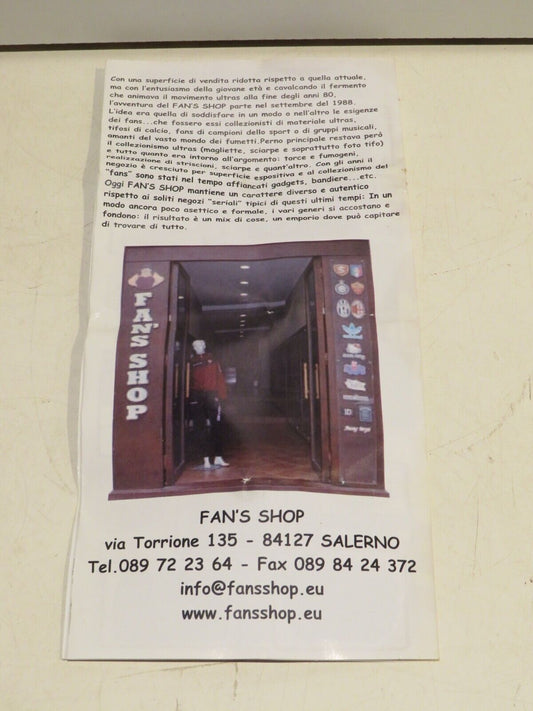 Con una superficie di vendita ridotta rispetto a quella attuale,
ma con l'entusiasmo della giovane età e cavalcando il fermento
che animava il movimento ultras alla fine degli anni 80,
l'avventura del FAN'S SHOP parte nel settembre del 1988.
L'idea era quella di soddisfare in un modo o nell'altro le esigenze
dei fans...che fossero essi collezionisti di materiale ultras,
tifosi di calcio, fans di campioni dello sport o di gruppi musicali,
amanti del vasto mondo dei fumetti.Perno principale restava però
il collezionismo ultras (magliette, sciarpe e soprattutto foto tifo)
e tutto quanto era intorno all'argomento: torce e fumogeni,
realizzazione di striscioni, sciarpe e quant'altro. Con gli anni il
negozio è cresciuto per superficie espositiva e al collezionismo del
"fans" sono stati nel tempo affiancati gadgets, bandiere...etc.
Oggi FAN'S SHOP mantiene un carattere diverso e autentico
rispetto ai soliti negozi "seriali" tipici di questi ultimi tempi: In un
modo ancora poco asettico e formale, i vari generi si accostano e
fondono: il risultato è un mix di cose, un emporio dove può capitare
di trovare di tutto.
FAN'S SHOP
FAN'S SHOP
via Torrione 135 - 84127 SALERNO
Tel.089 72 23 64 - Fax 089 84 24 372
info@fansshop.eu
www.fansshop.eu